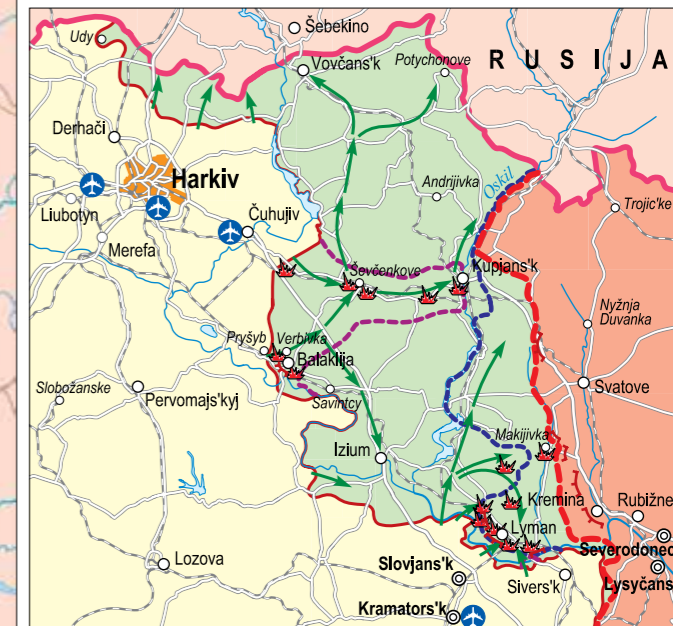 Udy
Šebekino
RUSIJA
Vovčans'k
Potychonove
Derhači
Harkiv
Andrijivka
Oskil
Liubotyn
Čuhujiv
Trojic'ke
Merefa
Ševčenkove
Kupjans'k
Nyžnja
Duvanka
Pryšyb
Verbivka
Balaklija
Slobožanske
Pervomajs'kyj
Savintcy
Svatove
Makijivka
Izium
Kremina
Rubižne
Lyman
Severodonec
Lozova
Slovjans'k
Sivers'k
Lysyčans
Kramators'k